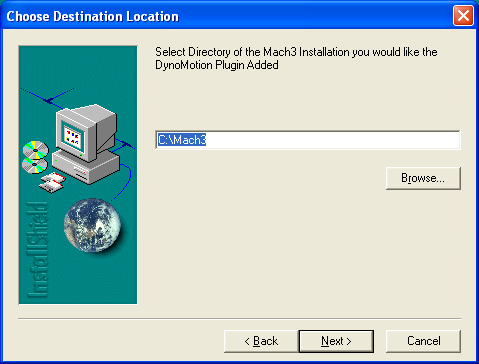 Choose Destination Location
Select Directory of the Mach3 Installation you would like the
DynoMotion Plugin Added
C:\Mach3
Browse...
InstallShield
< Back
Next >
Cancel